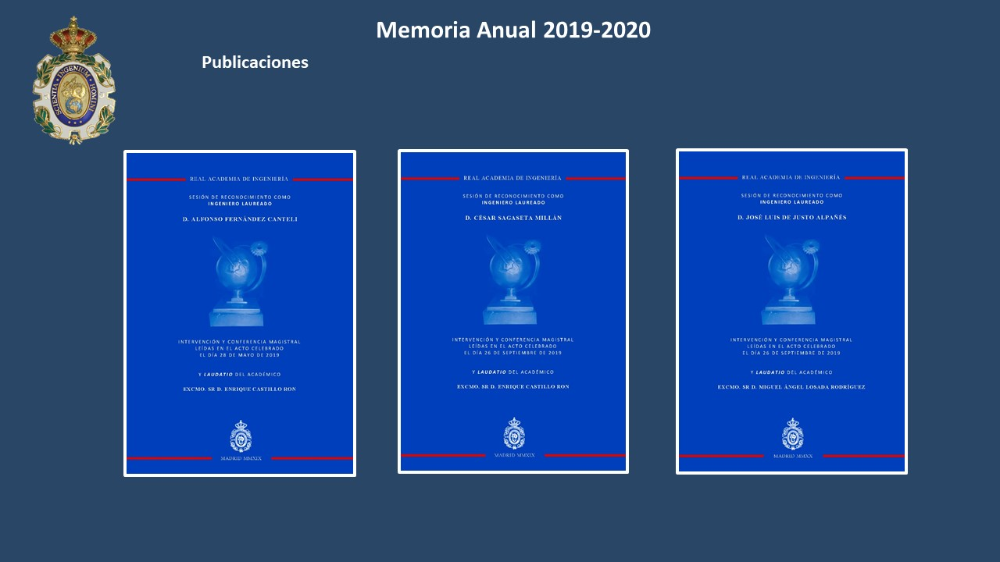 Memoria Anual 2019-2020
Publicaciones
SCIENTIA · INGENIUM · HOMINI
REAL ACADEMIA DE INGENIERÍA
SESIÓN DE RECONOCIMIENTO COMO
INGENIERO LAUREADO
D. ALFONSO FERNÁNDEZ CANTELI
INTERVENCIÓN Y CONFERENCIA MAGISTRAL
LEÍDAS EN EL ACTO CELEBRADO
EL DÍA 28 DE MAYO DE 2019
Y LAUDATIO DEL ACADÉMICO
EXCMO. SR D. ENRIQUE CASTILLO RON
MADRID MMXIX
REAL ACADEMIA DE INGENIERÍA
SESIÓN DE RECONOCIMIENTO COMO
INGENIERO LAUREADO
D. CÉSAR SAGASETA MILLÁN
INTERVENCIÓN Y CONFERENCIA MAGISTRAL
LEÍDAS EN EL ACTO CELEBRADO
EL DÍA 26 DE SEPTIEMBRE DE 2019
Y LAUDATIO DEL ACADÉMICO
EXCMO. SR D. ENRIQUE CASTILLO RON
MADRID MMXIX
REAL ACADEMIA DE INGENIERÍA
SESIÓN DE RECONOCIMIENTO COMO
INGENIERO LAUREADO
D. JOSÉ LUIS DE JUSTO ALPAÑÉS
INTERVENCIÓN Y CONFERENCIA MAGISTRAL
LEÍDAS EN EL ACTO CELEBRADO
EL DÍA 26 DE SEPTIEMBRE DE 2019
Y LAUDATIO DEL ACADÉMICO
EXCMO. SR D. MIGUEL ÁNGEL LOSADA RODRÍGUEZ
MADRID MMXX